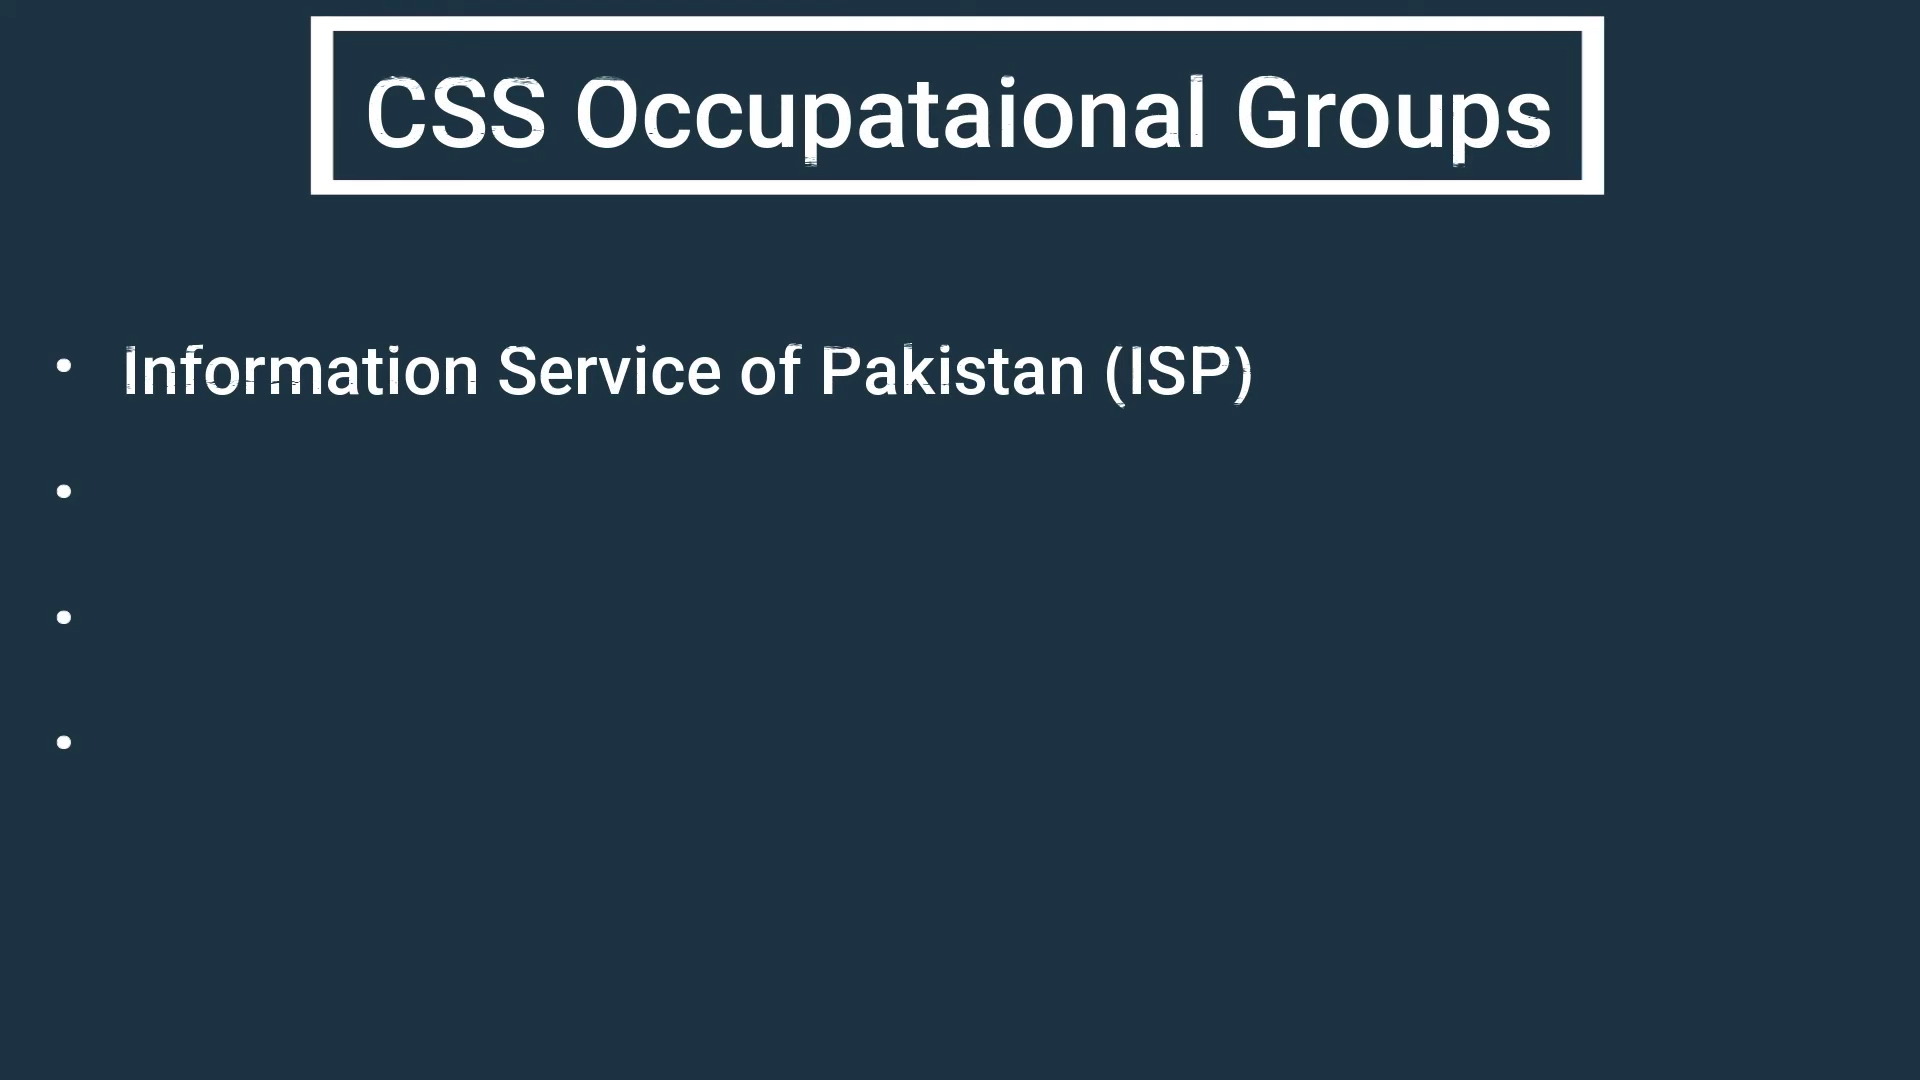 CSS Occupataional Groups
• Information Service of Pakistan (ISP)
•
•
•